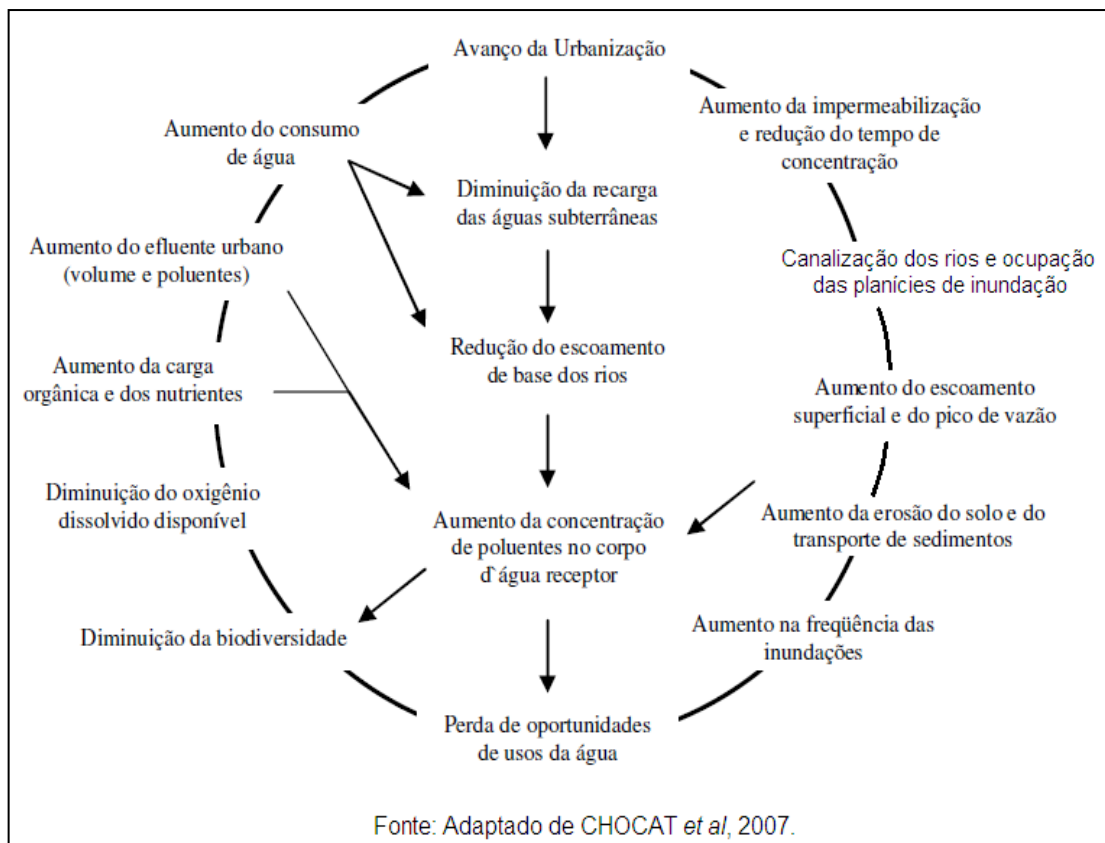 Avanço da Urbanização
Aumento do consumo
de água
Aumento da impermeabilização
e redução do tempo de
concentração
Diminuição da recarga
das águas subterrâneas
Aumento do efluente urbano
(volume e poluentes)
Canalização dos rios e ocupação
das planícies de inundação
Redução do escoamento
de base dos rios
Aumento da carga
orgânica e dos nutrientes
Aumento do escoamento
superficial e do pico de vazão
Diminuição do oxigênio
dissolvido disponível
Aumento da concentração
de poluentes no corpo
d`água receptor
Aumento da erosão do solo e do
transporte de sedimentos
Diminuição da biodiversidade
Aumento na freqüência das
inundações
Perda de oportunidades
de usos da água
Fonte: Adaptado de CHOCAT et al, 2007.